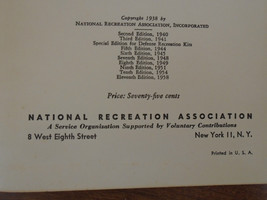 Copyright 1938 by
NATIONAL RECREATION ASSOCIATION, INCORPORATED
Second Edition, 1940
Third Edition, 1941
Special Edition for Defense Recreation Kits
Fifth Edition, 1944
Sixth Edition, 1945
Seventh Edition, 1948
Eighth Edition, 1949
Ninth Edition, 1951
Tenth Edition, 1954
Eleventh Edition, 1958
Price: Seventy-five cents
NATIONAL RECREATION ASSOCIATION
A Service Organization Supported by Voluntary Contributions
8 West Eighth Street New York 11, N. Y.
Printed in U. S. A.